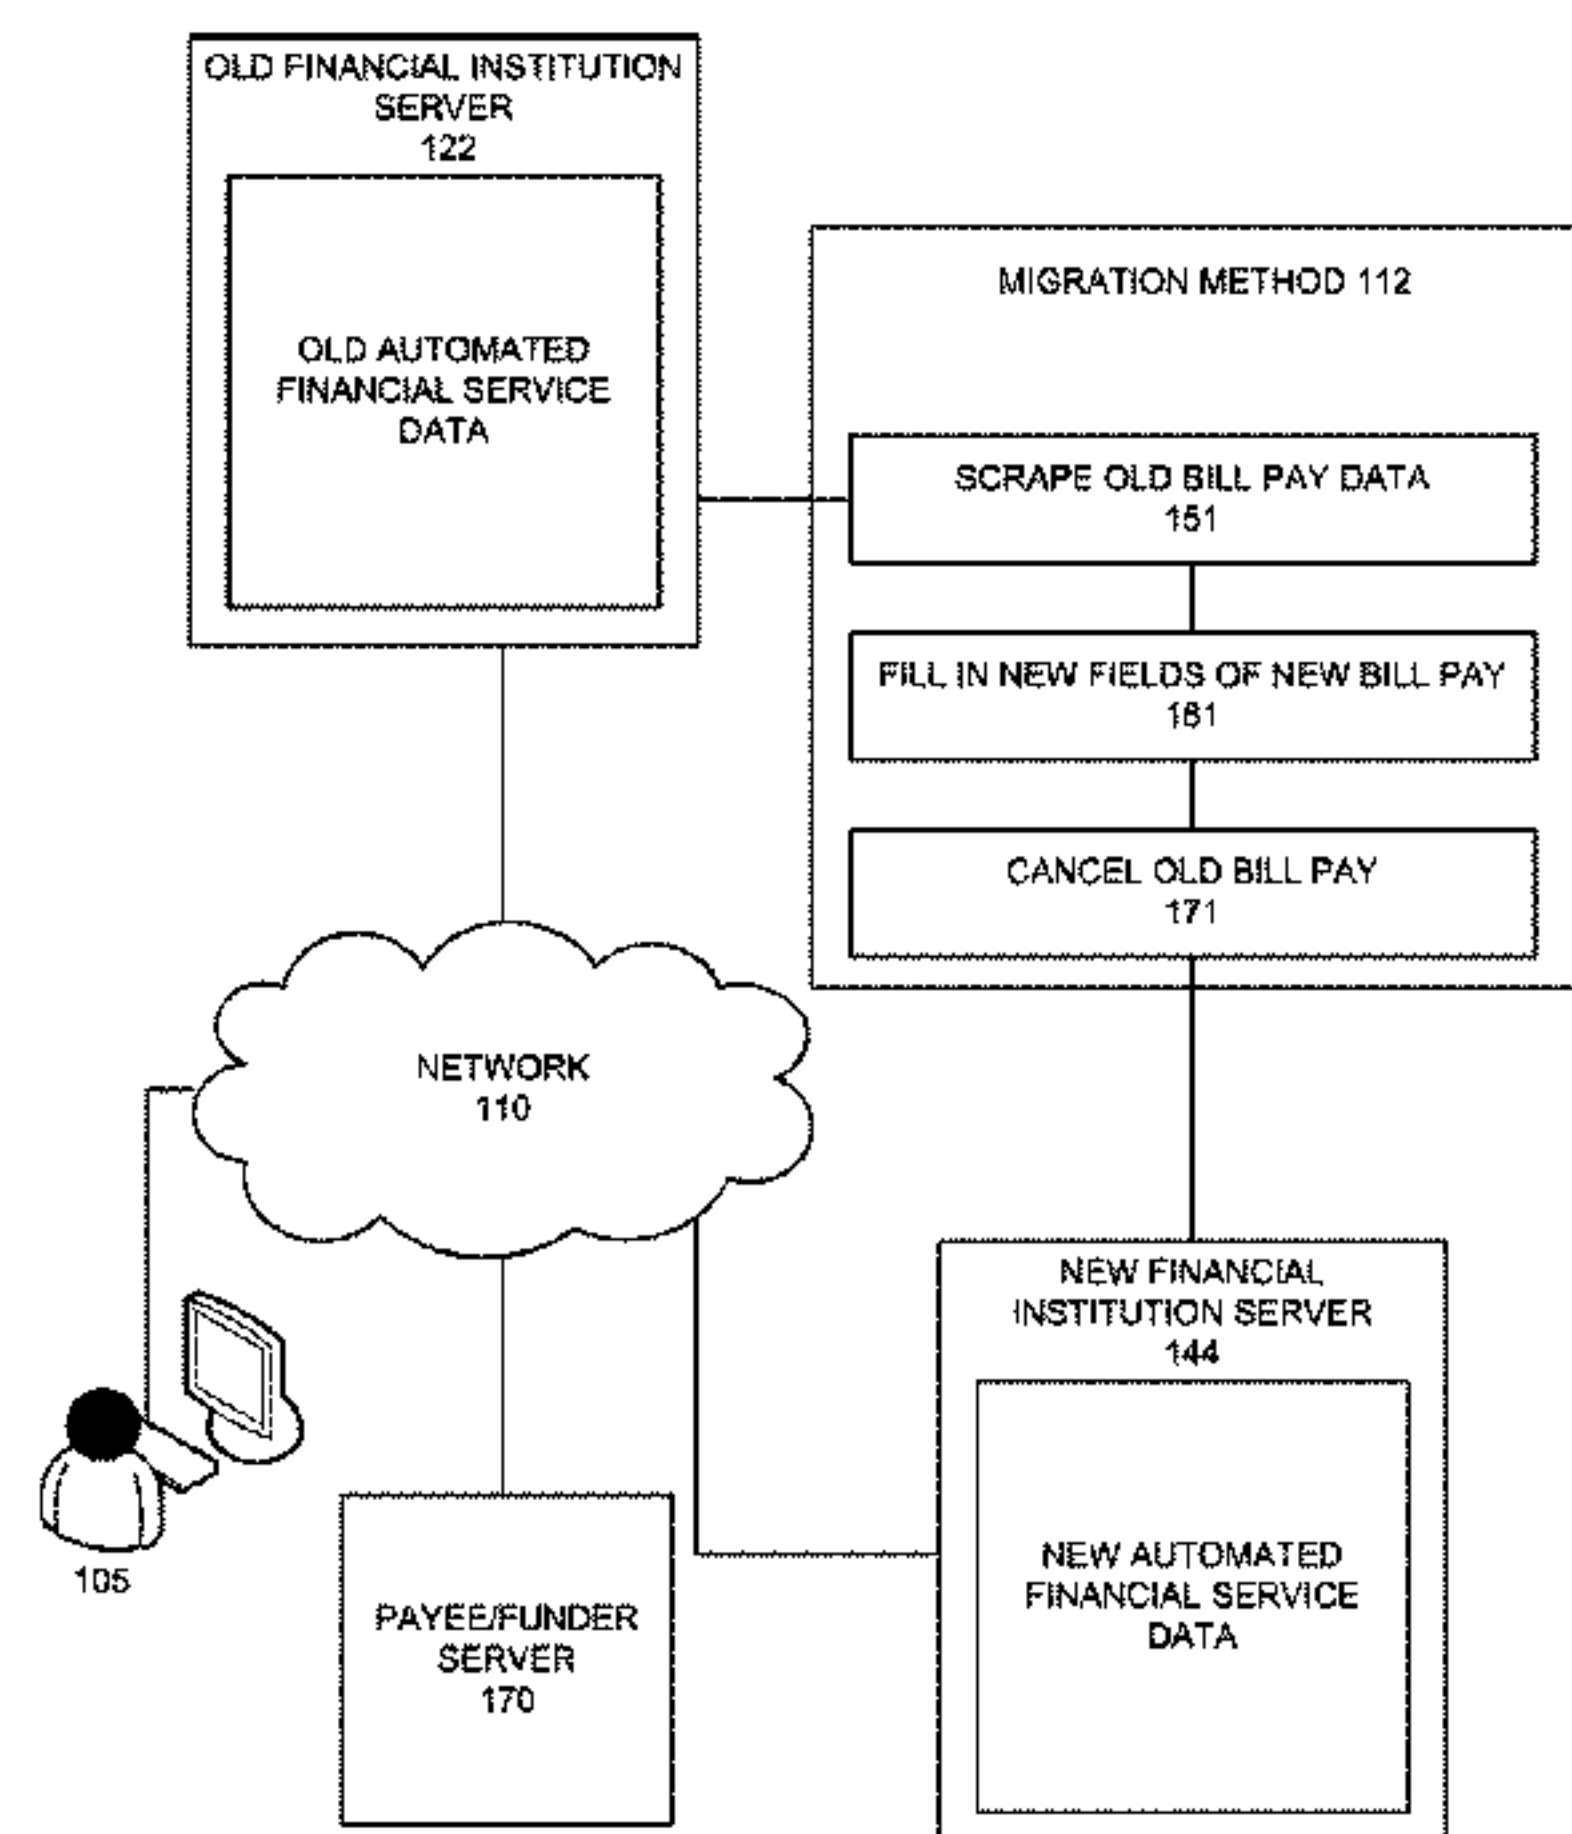 OLD FINANCIAL INSTITUTION
SERVER
122
OLD AUTOMATED
FINANCIAL SERVICE
DATA
MIGRATION METHOD 112
SCRAPE OLD BILL PAY DATA
151
FILL IN NEW FIELDS OF NEW BILL PAY
161
CANCEL OLD BILL PAY
171
NETWORK
110
105
PAYEE/FUNDER
SERVER
170
NEW FINANCIAL
INSTITUTION SERVER
144
NEW AUTOMATED
FINANCIAL SERVICE
DATA